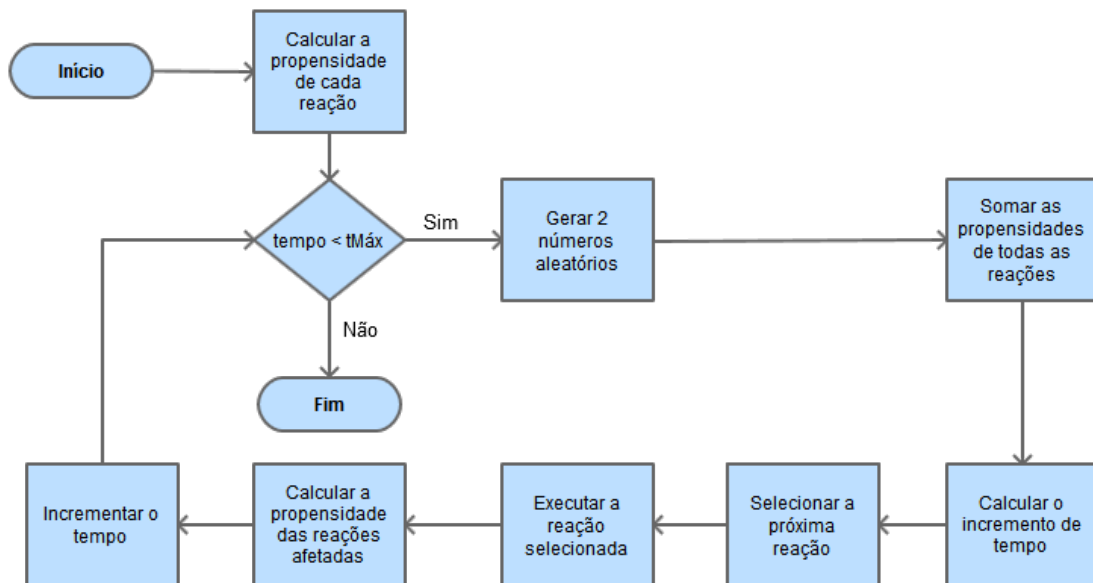 Início
Calcular a
propensidade
de cada
reação
tempo < tMáx
Sim
Gerar 2
números
aleatórios
Somar as
propensidades
de todas as
reações
Não
Fim
Calcular o
incremento de
tempo
Selecionar a
próxima
reação
Executar a
reação
selecionada
Calcular a
propensidade
das reações
afetadas
Incrementar o
tempo